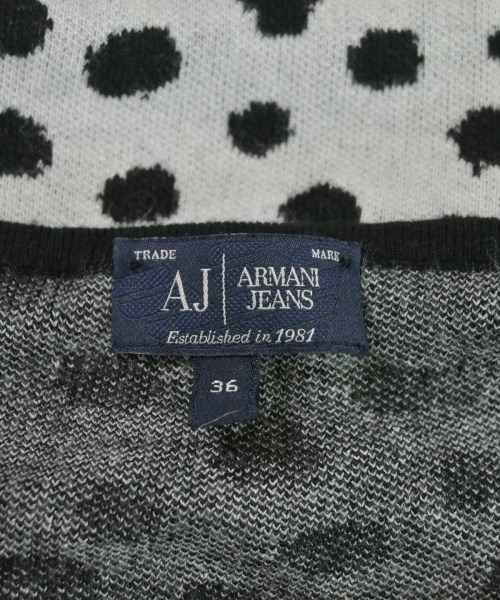 TRADE MARK
AJ ARMANI
JEANS
Established in 1981
36